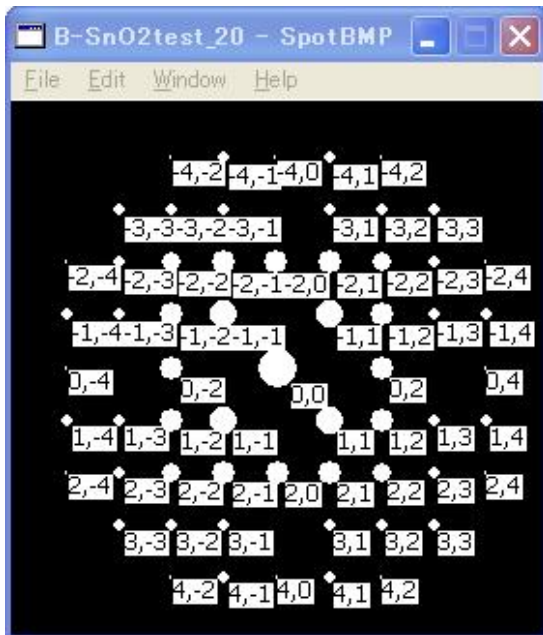 B-SnO2test_20 - SpotBMP
File Edit Window Help
-4,-2 -4,-1 -4,0 -4,1 -4,2
-3,-3 -3,-2 -3,-1 -3,1 -3,2 -3,3
-2,-4 -2,-3 -2,-2 -2,-1 -2,0 -2,1 -2,2 -2,3 -2,4
-1,-4 -1,-3 -1,-2 -1,-1 -1,1 -1,2 -1,3 -1,4
0,-4 0,-2 0,0 0,2 0,4
1,-4 1,-3 1,-2 1,-1 1,1 1,2 1,3 1,4
2,-4 2,-3 2,-2 2,-1 2,0 2,1 2,2 2,3 2,4
3,-3 3,-2 3,-1 3,1 3,2 3,3
4,-2 4,-1 4,0 4,1 4,2